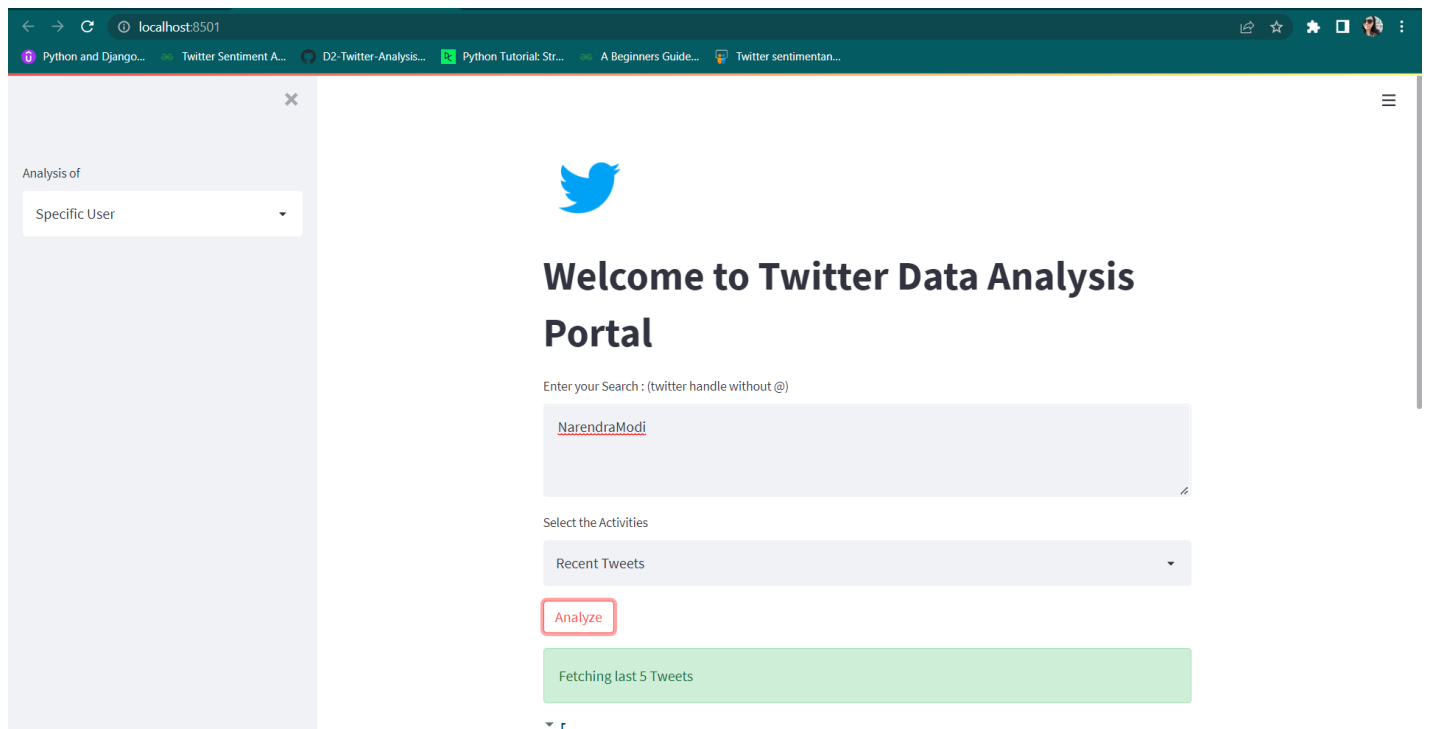 localhost:8501
Python and Django... Twitter Sentiment A... D2-Twitter-Analysis... Python Tutorial: Str... A Beginners Guide... Twitter sentimentan...
Analysis of
Specific User
Welcome to Twitter Data Analysis
Portal
Enter your Search : (twitter handle without @)
NarendraModi
Select the Activities
Recent Tweets
Analyze
Fetching last 5 Tweets
[